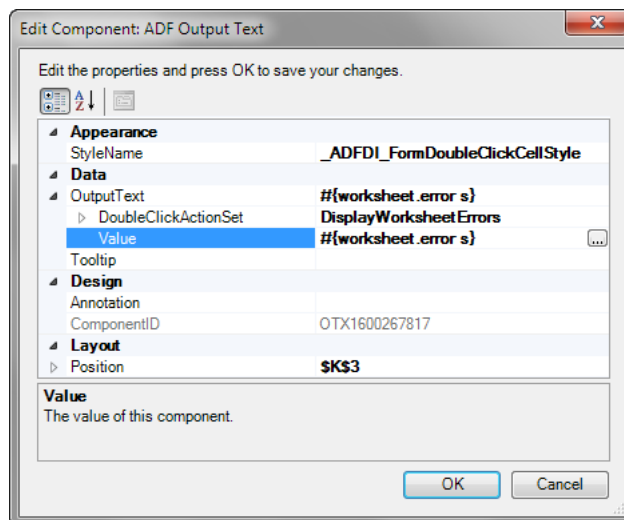 Edit Component: ADF Output Text
Edit the properties and press OK to save your changes.
Appearance
StyleName _ADFDI_FormDoubleClickCellStyle
Data
OutputText #{worksheet.error s}
DoubleClickActionSet DisplayWorksheetErrors
Value #{worksheet.error s} ...
Tooltip
Design
Annotation
ComponentID OTX1600267817
Layout
Position $K$3
Value
The value of this component.
OK Cancel